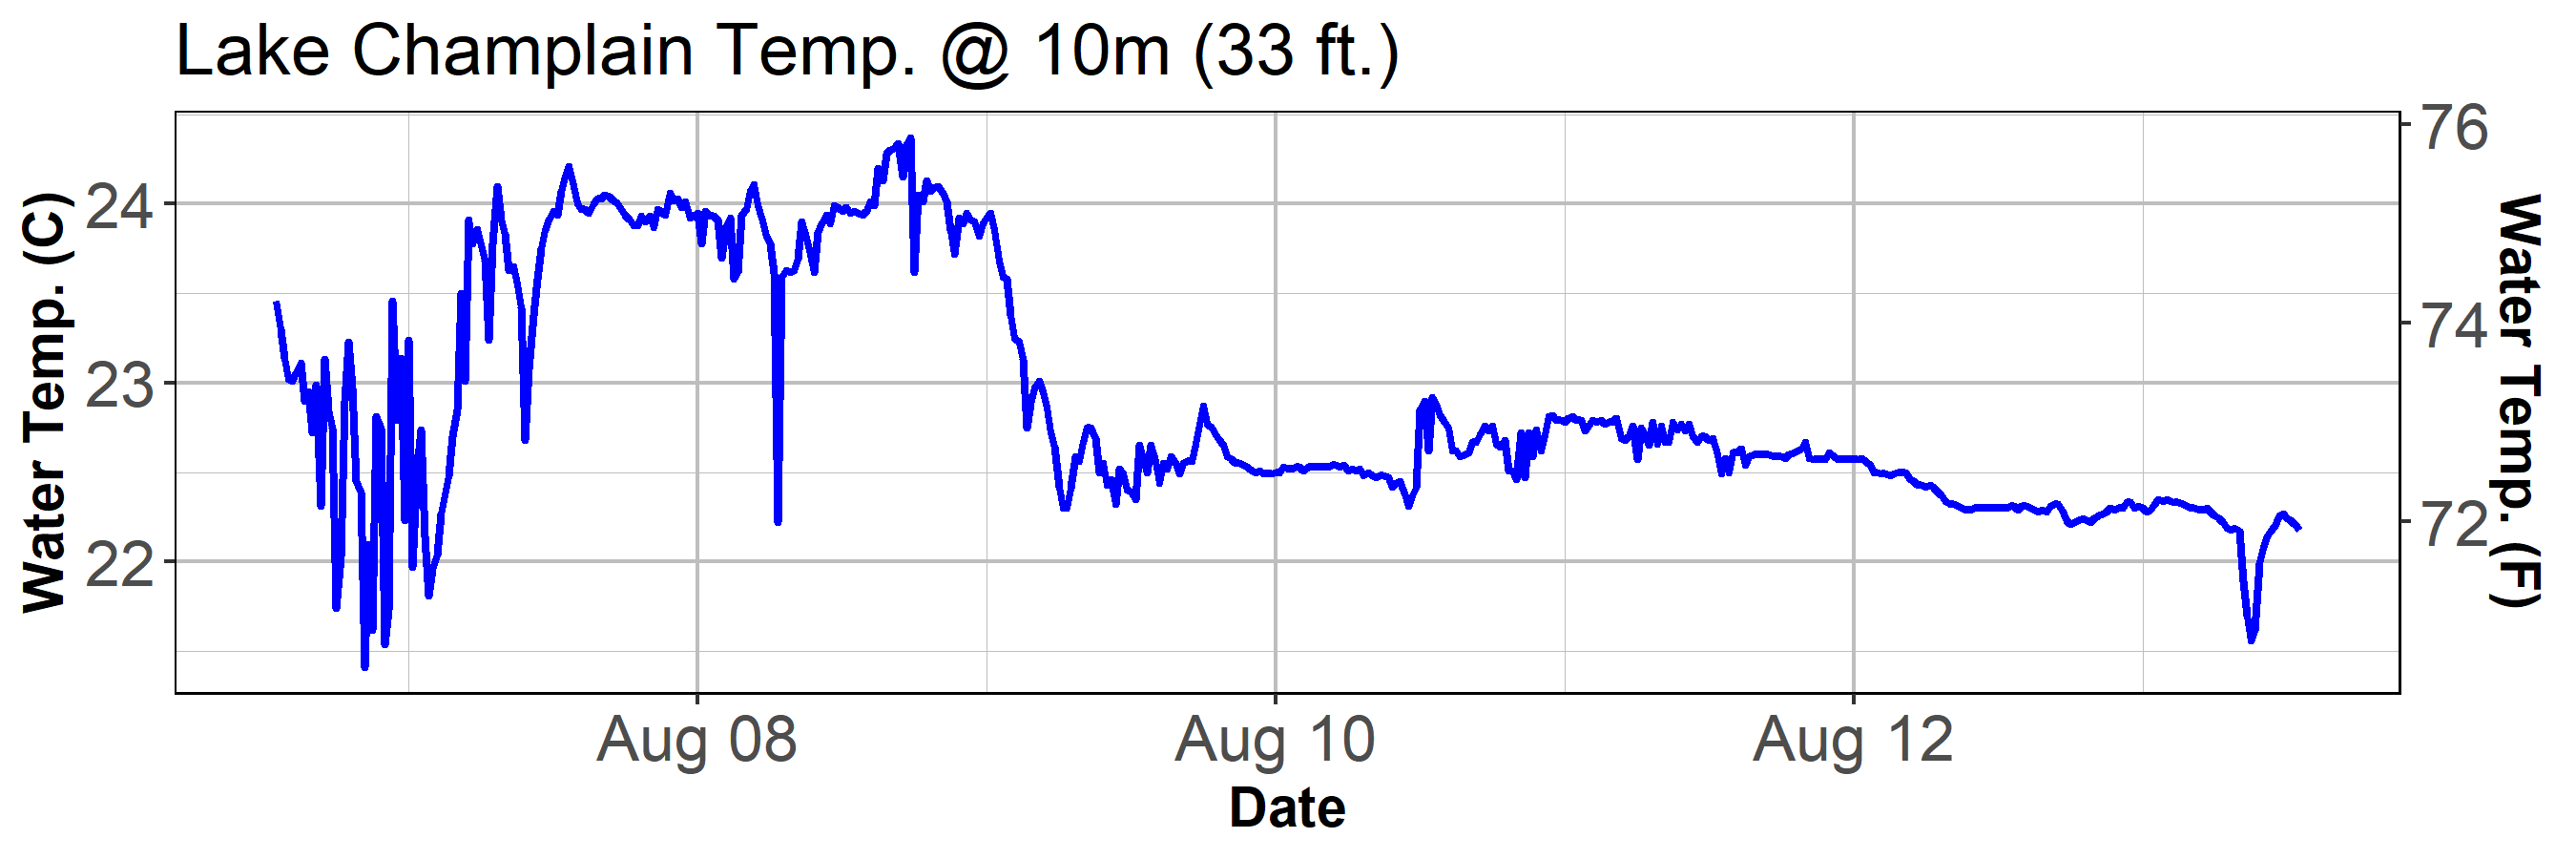 Lake Champlain Temp. @ 10m (33 ft.)
Water Temp. (C)
24
23
22
76
74
72
Water Temp. (F)
Aug 08
Aug 10
Aug 12
Date